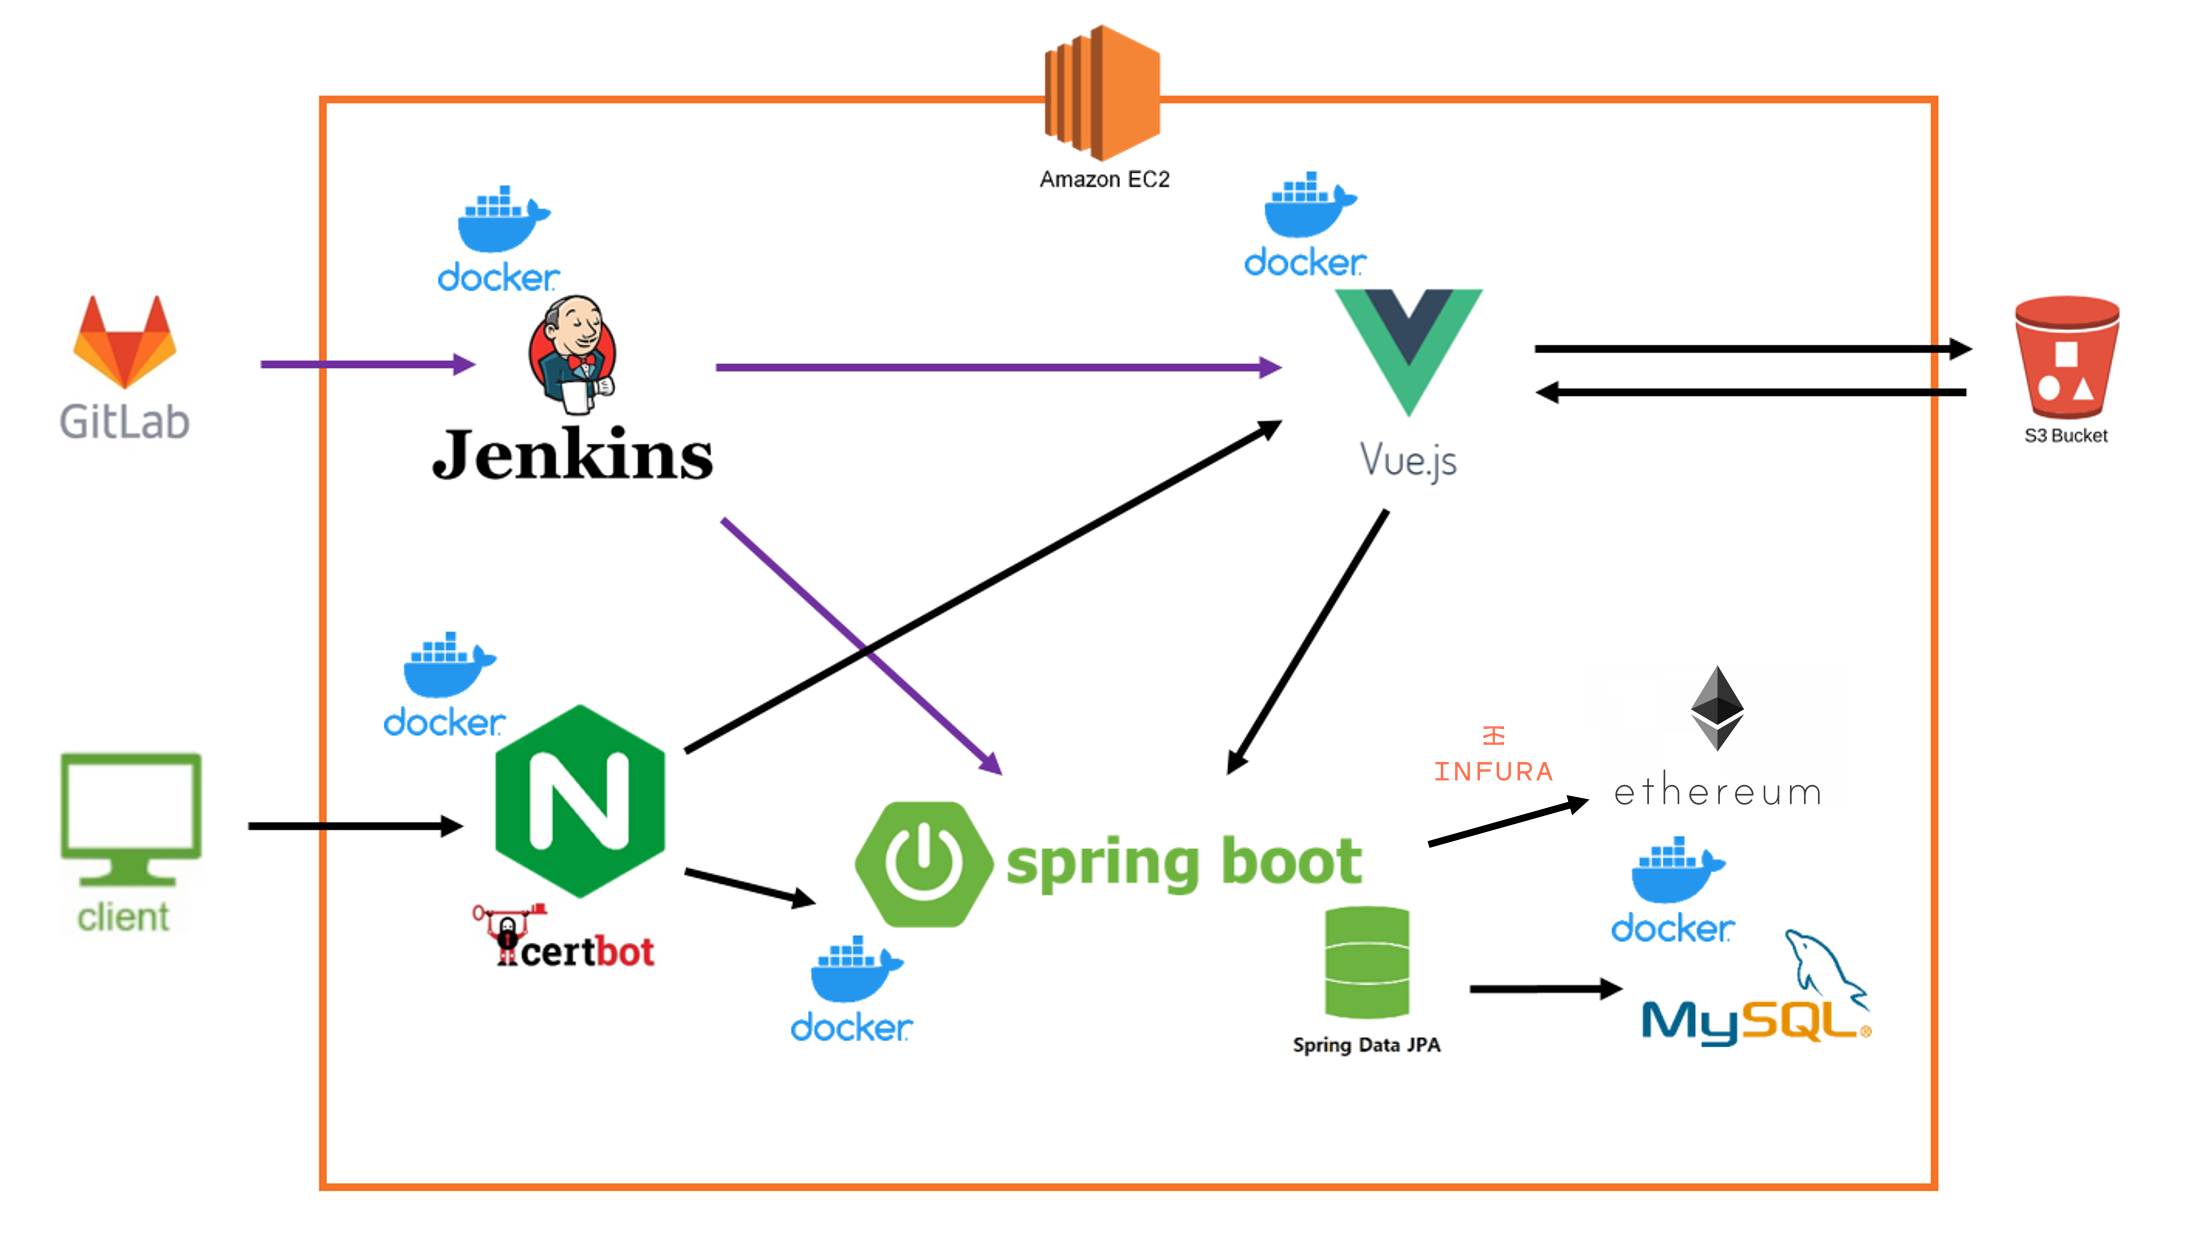 Amazon EC2
docker
docker
GitLab
Jenkins
Vue.js
S3 Bucket
docker
N
INFURA
ethereum
client
certbot
spring boot
docker
docker
MySQL®
Spring Data JPA